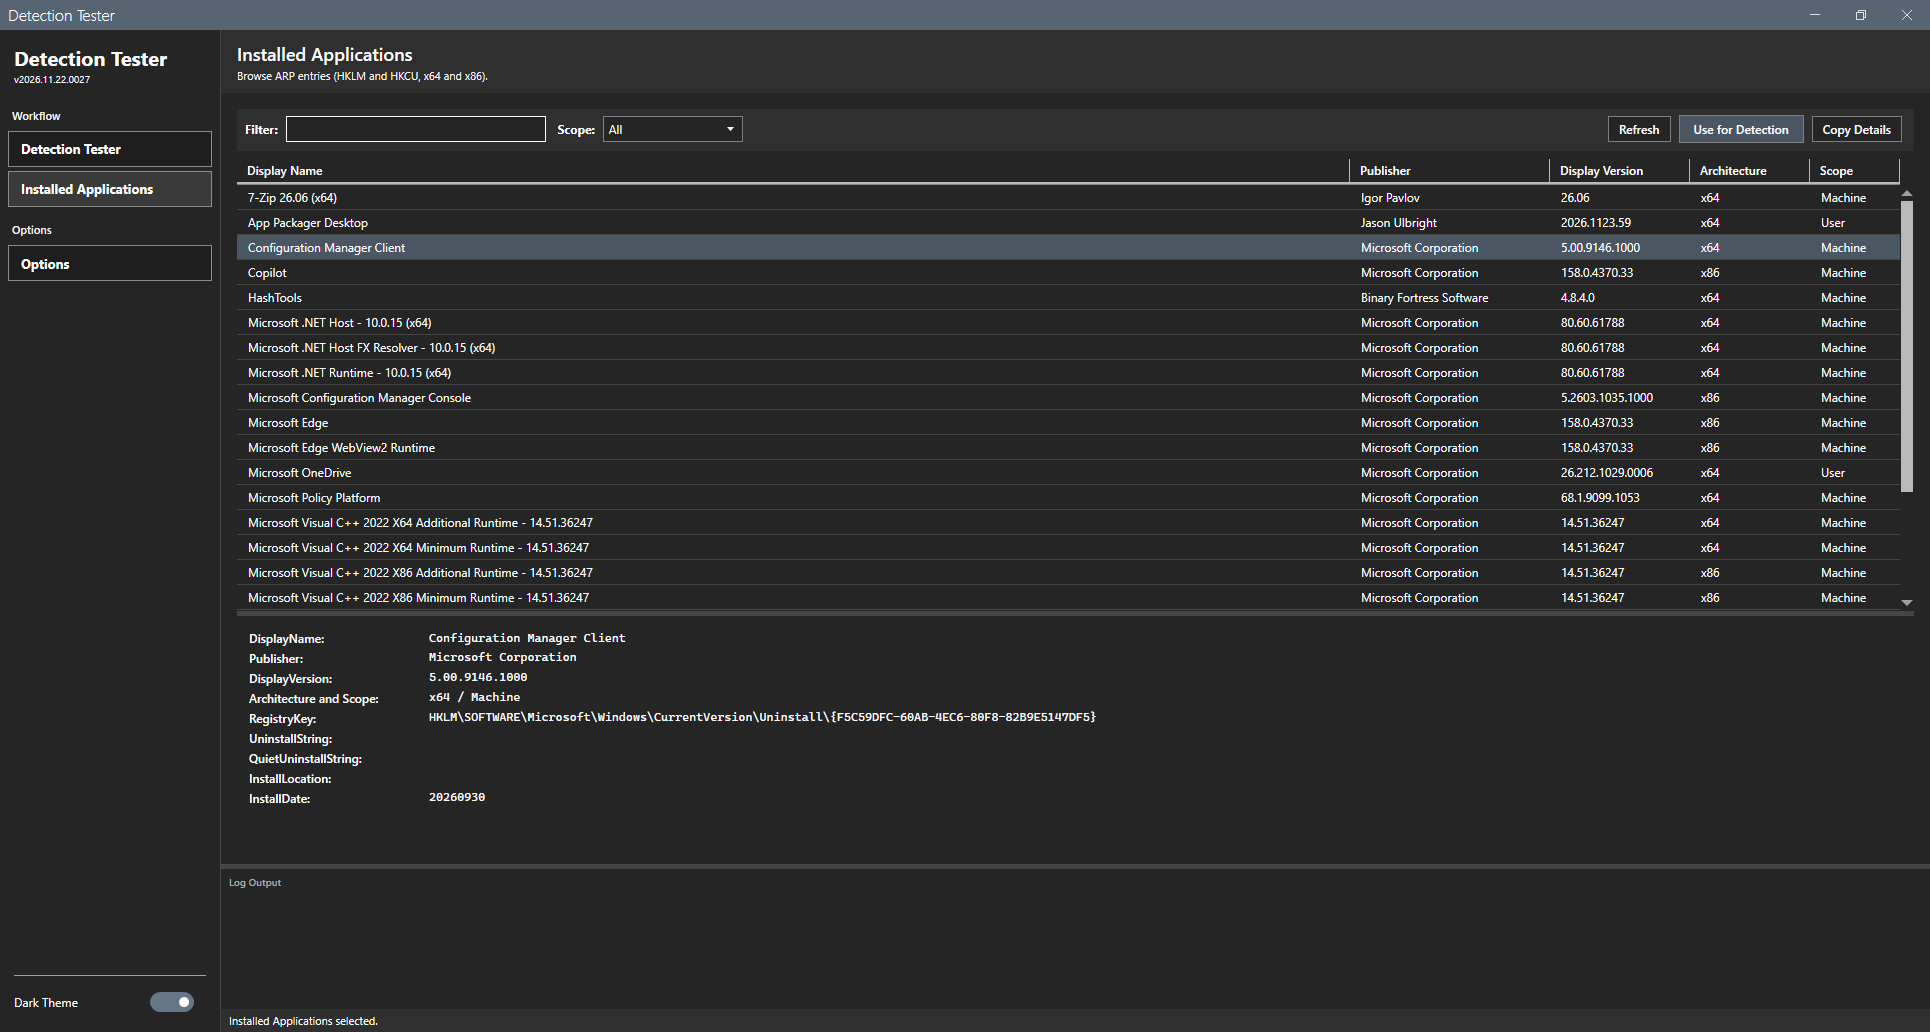 Detection Tester
Detection Tester
v2026.11.22.0027
Workflow
Detection Tester
Installed Applications
Options
Options
Dark Theme
Installed Applications
Browse ARP entries (HKLM and HKCU, x64 and x86).
Filter: Scope: All Refresh Use for Detection Copy Details
Display Name Publisher Display Version Architecture Scope
7-Zip 26.06 (x64) Igor Pavlov 26.06 x64 Machine
App Packager Desktop Jason Ulbright 2026.1123.59 x64 User
Configuration Manager Client Microsoft Corporation 5.00.9146.1000 x64 Machine
Copilot Microsoft Corporation 158.0.4370.33 x86 Machine
HashTools Binary Fortress Software 4.8.4.0 x64 Machine
Microsoft .NET Host - 10.0.15 (x64) Microsoft Corporation 80.60.61788 x64 Machine
Microsoft .NET Host FX Resolver - 10.0.15 (x64) Microsoft Corporation 80.60.61788 x64 Machine
Microsoft .NET Runtime - 10.0.15 (x64) Microsoft Corporation 80.60.61788 x64 Machine
Microsoft Configuration Manager Console Microsoft Corporation 5.2603.1035.1000 x86 Machine
Microsoft Edge Microsoft Corporation 158.0.4370.33 x86 Machine
Microsoft Edge WebView2 Runtime Microsoft Corporation 158.0.4370.33 x86 Machine
Microsoft OneDrive Microsoft Corporation 26.212.1029.0006 x64 User
Microsoft Policy Platform Microsoft Corporation 68.1.9099.1053 x64 Machine
Microsoft Visual C++ 2022 X64 Additional Runtime - 14.51.36247 Microsoft Corporation 14.51.36247 x64 Machine
Microsoft Visual C++ 2022 X64 Minimum Runtime - 14.51.36247 Microsoft Corporation 14.51.36247 x64 Machine
Microsoft Visual C++ 2022 X86 Additional Runtime - 14.51.36247 Microsoft Corporation 14.51.36247 x86 Machine
Microsoft Visual C++ 2022 X86 Minimum Runtime - 14.51.36247 Microsoft Corporation 14.51.36247 x86 Machine
DisplayName: Configuration Manager Client
Publisher: Microsoft Corporation
DisplayVersion: 5.00.9146.1000
Architecture and Scope: x64 / Machine
RegistryKey: HKLM\SOFTWARE\Microsoft\Windows\CurrentVersion\Uninstall\{F5C59DFC-60AB-4EC6-80F8-82B9E5147DF5}
UninstallString:
QuietUninstallString:
InstallLocation:
InstallDate: 20260930
Log Output
Installed Applications selected.